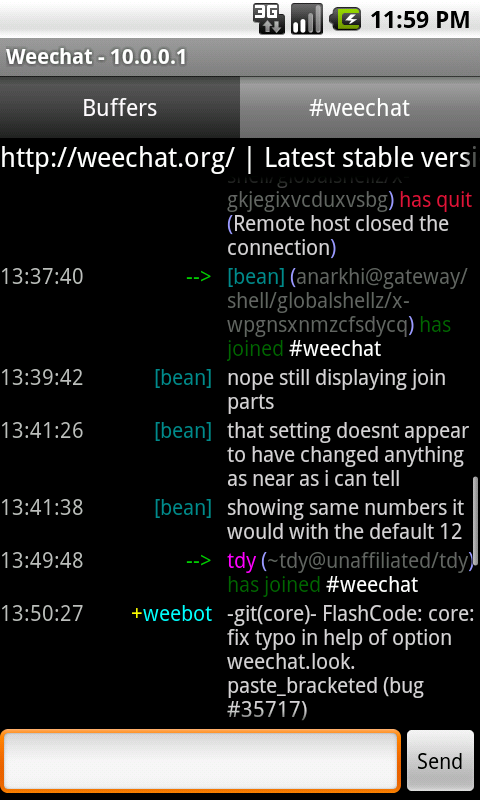 3G 11:59 PM
Weechat - 10.0.0.1
Buffers #weechat
http://weechat.org/ | Latest stable versi
shell/globalshellz/x-
gkjegixvcduxvsbg) has quit
(Remote host closed the
connection)
13:37:40 --> [bean] (anarkhi@gateway/
shell/globalshellz/x-
wpgnsxnmzcfsdycq) has
joined #weechat
13:39:42 [bean] nope still displaying join
parts
13:41:26 [bean] that setting doesnt appear
to have changed anything
as near as i can tell
13:41:38 [bean] showing same numbers it
would with the default 12
13:49:48 --> tdy (~tdy@unaffiliated/tdy)
has joined #weechat
13:50:27 +weebot -git(core)- FlashCode: core:
fix typo in help of option
weechat.look.
paste_bracketed (bug
#35717)
Send